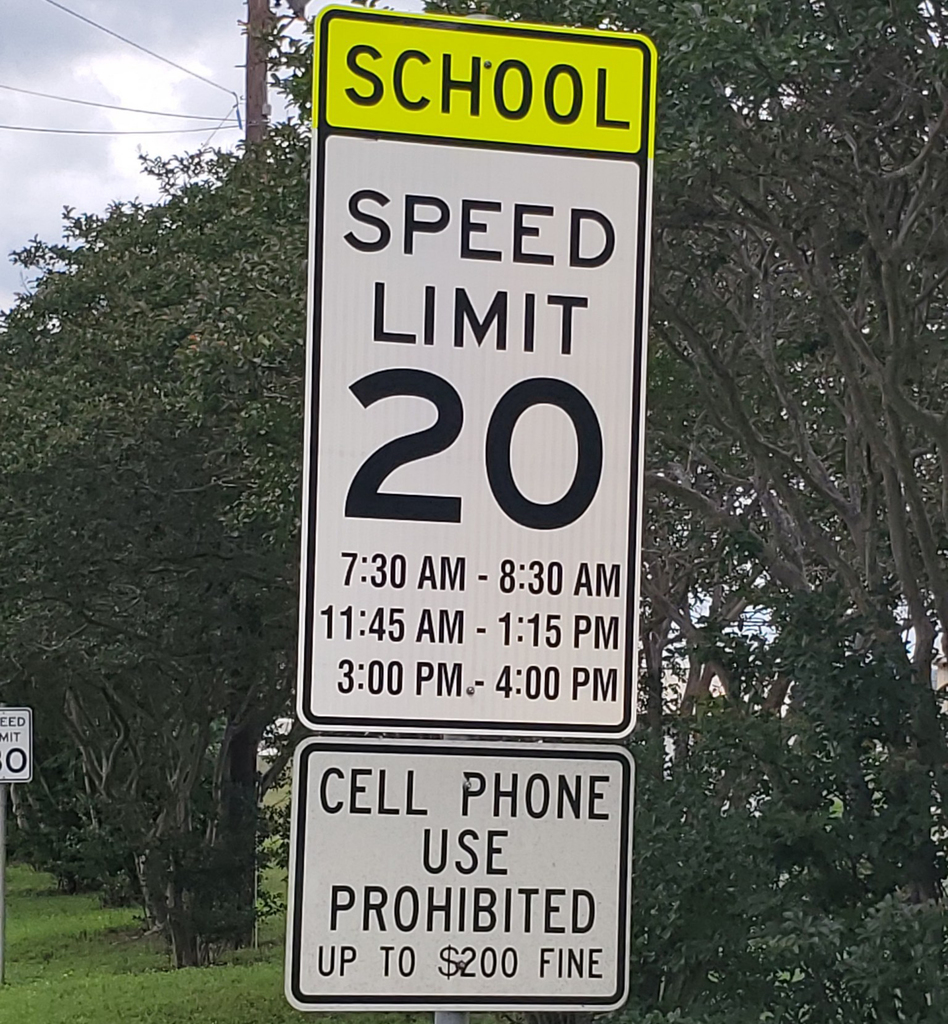 SCHOOL
SPEED
LIMIT
20
7:30 AM - 8:30 AM
11:45 AM - 1:15 PM
3:00 PM - 4:00 PM
CELL PHONE
USE
PROHIBITED
UP TO $200 FINE